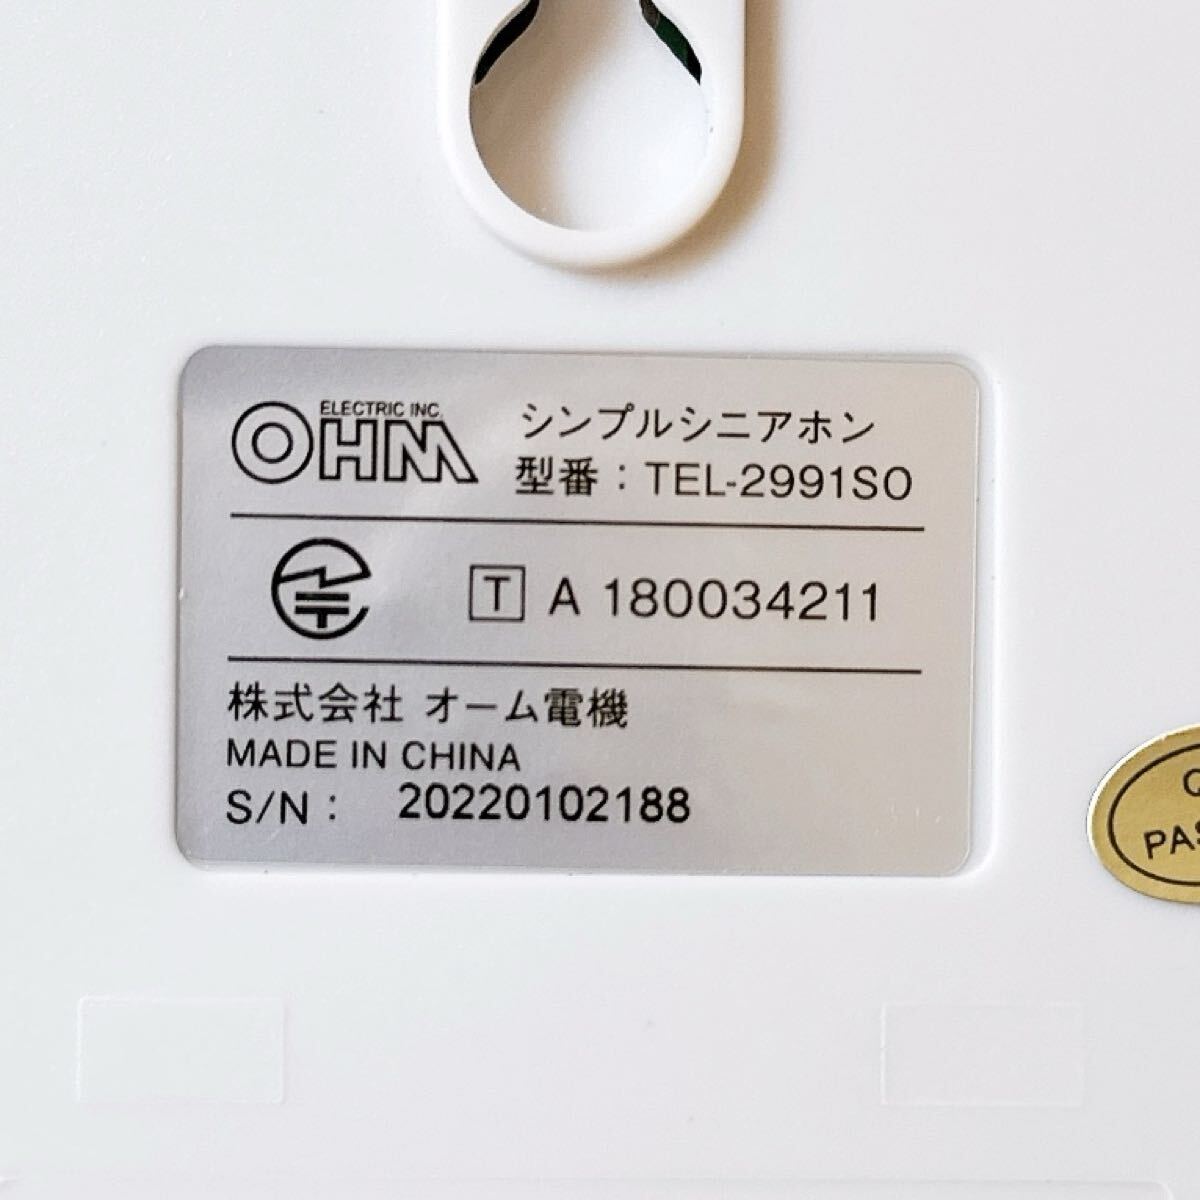 ELECTRIC INC.
OHM
シンプルシニアホン
型番：TEL-2991SO
T A 180034211
株式会社 オーム電機
MADE IN CHINA
S/N： 20220102188